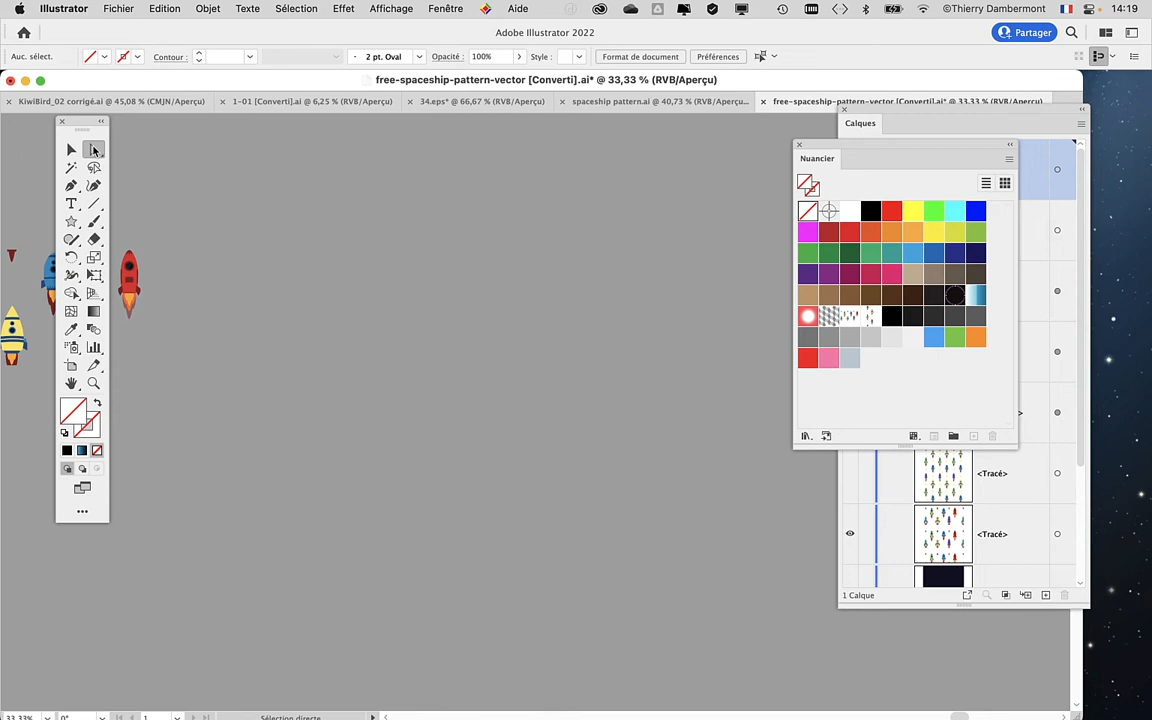 Illustrator Fichier Edition Objet Texte Sélection Effet Affichage Fenêtre Aide ©Thierry Dambermont 14:19
Adobe Illustrator 2022
Partager
Auc. sélect. Contour : 2 pt. Oval Opacité : 100% Style : Format de document Préférences
free-spaceship-pattern-vector [Converti].ai* @ 33,33 % (RVB/Aperçu)
KiwiBird_02 corrigé.ai @ 45,08 % (CMJN/Aperçu) 1-01 [Converti].ai @ 6,25 % (RVB/Aperçu) 34.eps* @ 66,67 % (RVB/Aperçu) spaceship pattern.ai @ 40,73 % (RVB/Aperçu... free-spaceship-pattern-vector [Converti].ai* @ 33,33 % (RVB/Aperçu)
Calques
Nuancier
<Tracé>
<Tracé>
1 Calque
33,33% 0° 1 Sélection directe